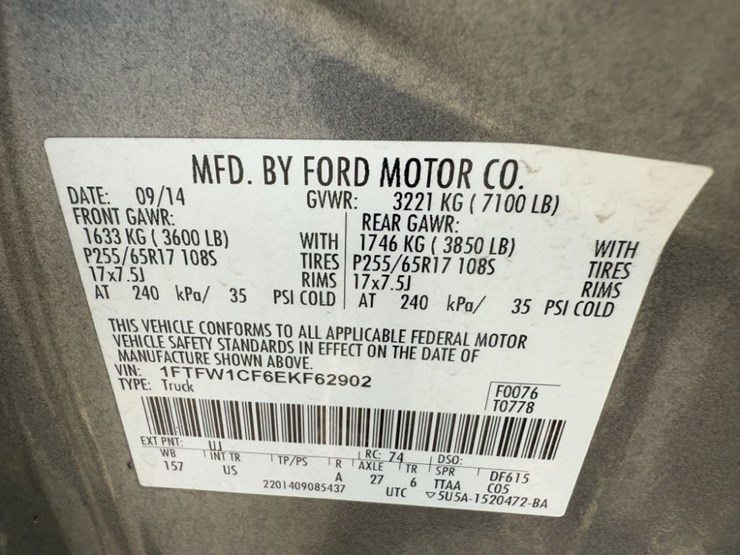 MFD. BY FORD MOTOR CO.
DATE: 09/14 GVWR: 3221 KG ( 7100 LB)
FRONT GAWR: REAR GAWR:
1633 KG ( 3600 LB) WITH 1746 KG ( 3850 LB) WITH
P255/65R17 108S TIRES P255/65R17 108S TIRES
17x7.5J RIMS 17x7.5J RIMS
AT 240 kPa/ 35 PSI COLD AT 240 kPa/ 35 PSI COLD
THIS VEHICLE CONFORMS TO ALL APPLICABLE FEDERAL MOTOR
VEHICLE SAFETY STANDARDS IN EFFECT ON THE DATE OF
MANUFACTURE SHOWN ABOVE.
VIN: 1FTFW1CF6EKF62902 F0076
TYPE: Truck T0778
EXT PNT: UJ RC: 74 DSO:
WB INT TR TP/PS R AXLE TR SPR DF615
157 US A 27 6 TTAA C05
2201409085437 UTC ▽5U5A-1520472-BA